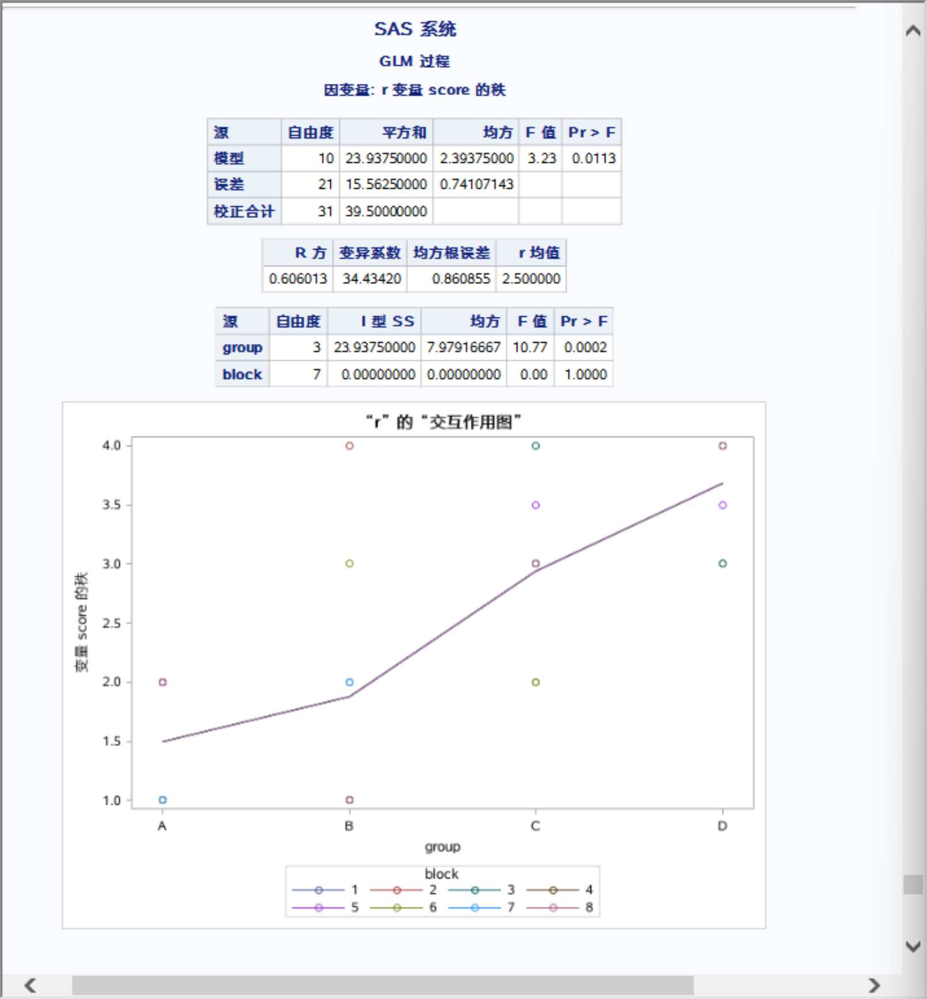 SAS 系统
GLM 过程
因变量: r 变量 score 的秩
源 自由度 平方和 均方 F 值 Pr > F
模型 10 23.93750000 2.39375000 3.23 0.0113
误差 21 15.56250000 0.74107143
校正合计 31 39.50000000
R 方 变异系数 均方根误差 r 均值
0.606013 34.43420 0.860855 2.500000
源 自由度 I 型 SS 均方 F 值 Pr > F
group 3 23.93750000 7.97916667 10.77 0.0002
block 7 0.00000000 0.00000000 0.00 1.0000
“r” 的 “交互作用图”
变量 score 的秩
4.0
3.5
3.0
2.5
2.0
1.5
1.0
A B C D
group
block
1 2 3 4
5 6 7 8